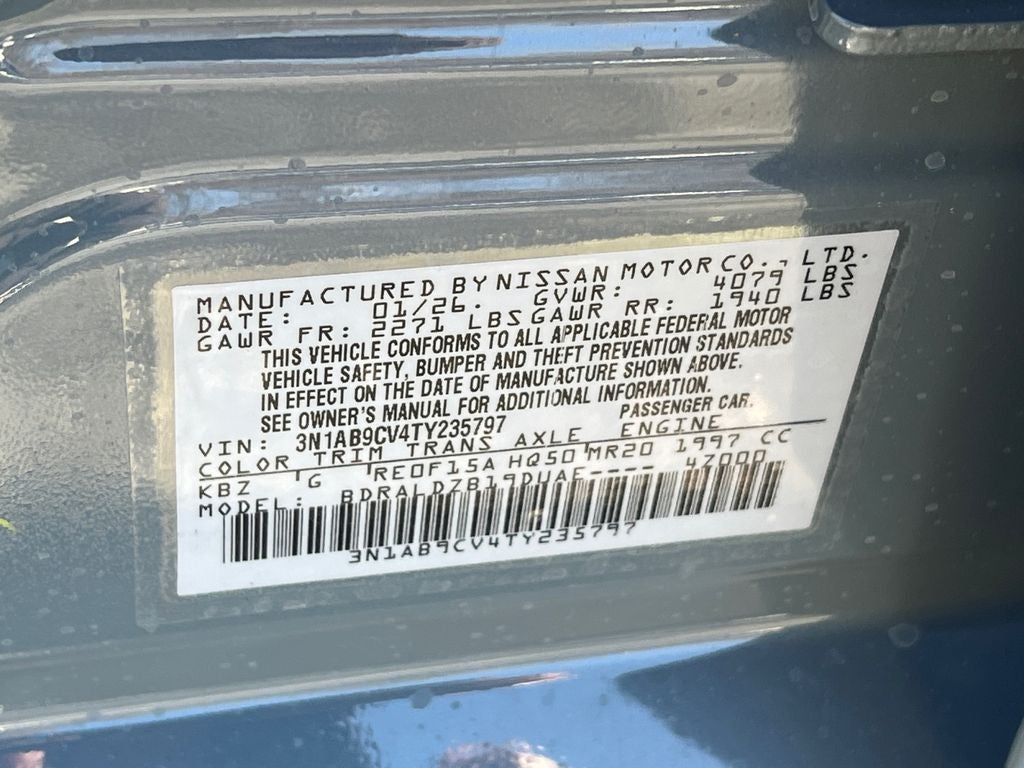 MANUFACTURED BY NISSAN MOTOR CO., LTD.
DATE: 01/26. GVWR: 4079 LBS
GAWR FR: 2271 LBS GAWR RR: 1940 LBS
THIS VEHICLE CONFORMS TO ALL APPLICABLE FEDERAL MOTOR
VEHICLE SAFETY, BUMPER AND THEFT PREVENTION STANDARDS
IN EFFECT ON THE DATE OF MANUFACTURE SHOWN ABOVE.
SEE OWNER'S MANUAL FOR ADDITIONAL INFORMATION.
VIN: 3N1AB9CV4TY235797 PASSENGER CAR.
COLOR TRIM TRANS AXLE ENGINE
KBZ G RE0F15A HQ50 MR20 1997 CC
MODEL: BDRALDZB19DUAE---- 47000
3N1AB9CV4TY235797